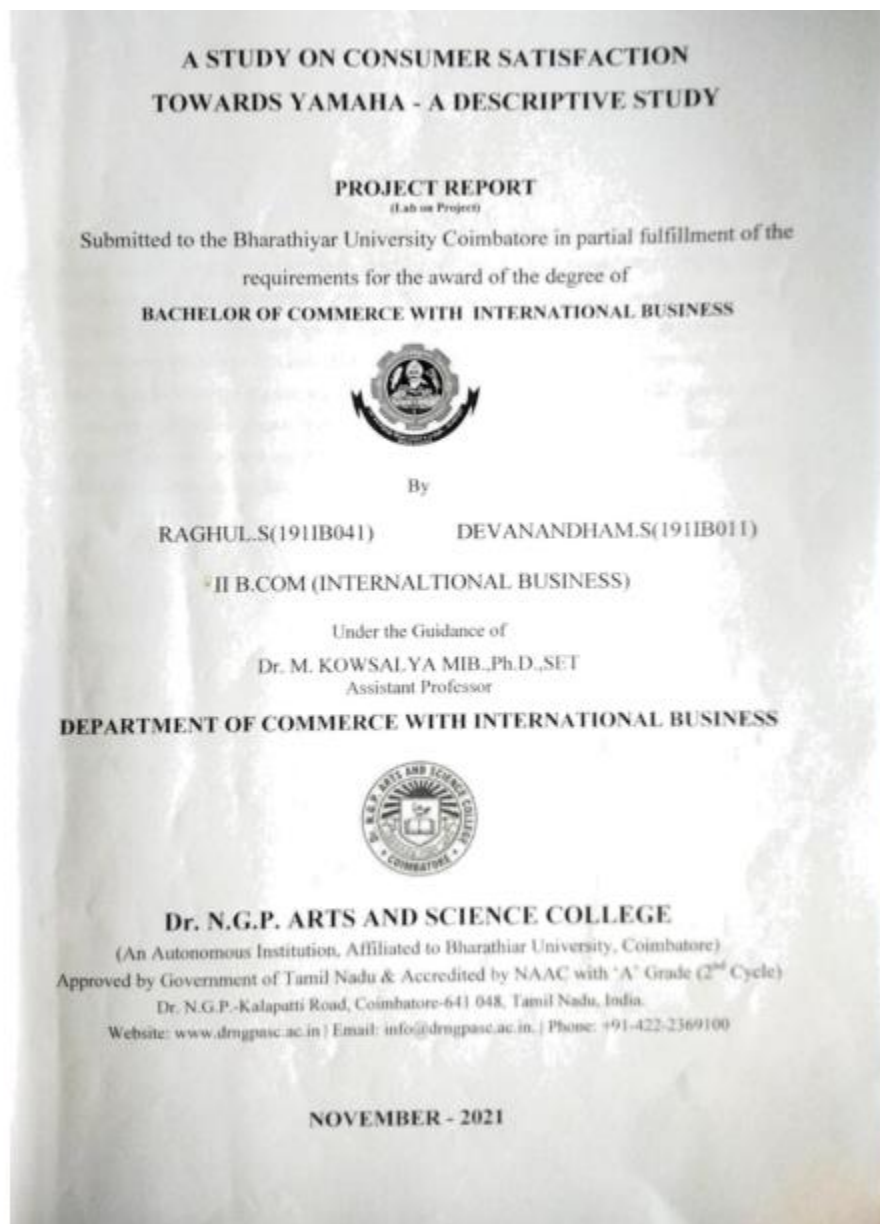 A STUDY ON CONSUMER SATISFACTION
TOWARDS YAMAHA - A DESCRIPTIVE STUDY
PROJECT REPORT
(Lab on Project)
Submitted to the Bharathiyar University Coimbatore in partial fulfillment of the
requirements for the award of the degree of
BACHELOR OF COMMERCE WITH INTERNATIONAL BUSINESS
By
RAGHUL.S(191IB041) DEVANANDHAM.S(191IB011)
II B.COM (INTERNALTIONAL BUSINESS)
Under the Guidance of
Dr. M. KOWSALYA MIB.,Ph.D.,SET
Assistant Professor
DEPARTMENT OF COMMERCE WITH INTERNATIONAL BUSINESS
Dr. N.G.P. ARTS AND SCIENCE COLLEGE
COIMBATORE
Dr. N.G.P. ARTS AND SCIENCE COLLEGE
(An Autonomous Institution, Affiliated to Bharathiar University, Coimbatore)
Approved by Government of Tamil Nadu & Accredited by NAAC with 'A' Grade (2nd Cycle)
Dr. N.G.P.-Kalapatti Road, Coimbatore-641 048, Tamil Nadu, India.
Website: www.drngpasc.ac.in | Email: info@drngpasc.ac.in. | Phone: +91-422-2369100
NOVEMBER - 2021